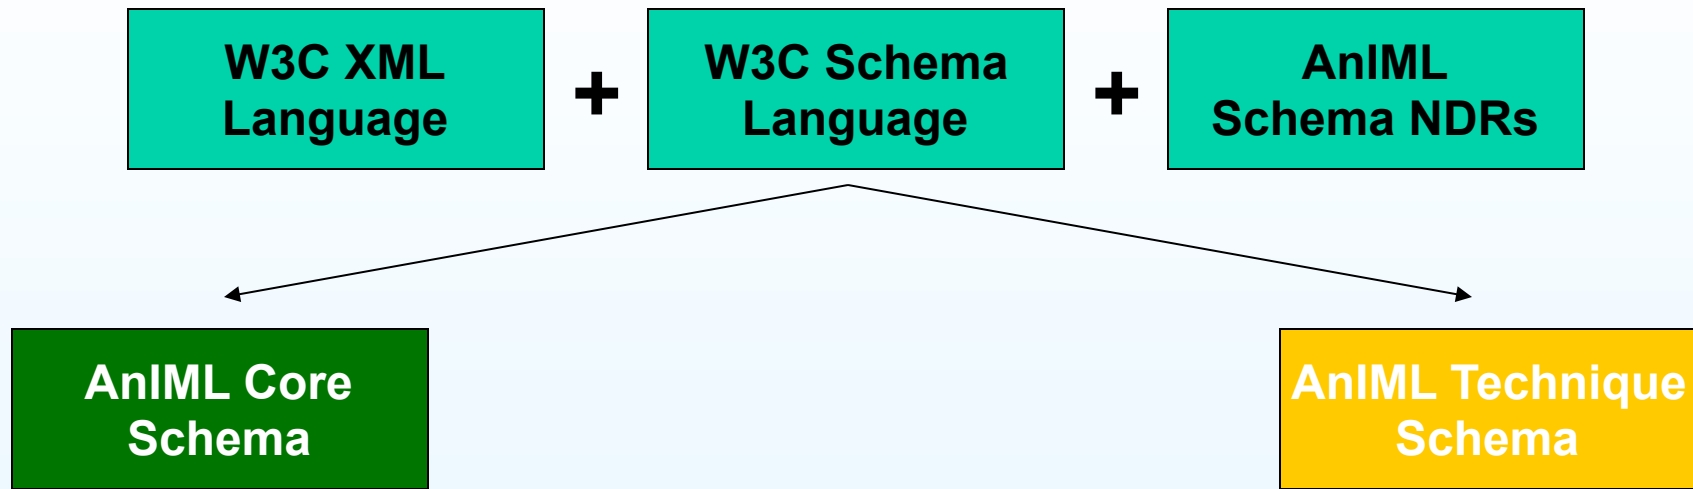 W3C XML
Language
+
W3C Schema
Language
+
AnIML
Schema NDRs
AnIML Core
Schema
AnIML Technique
Schema